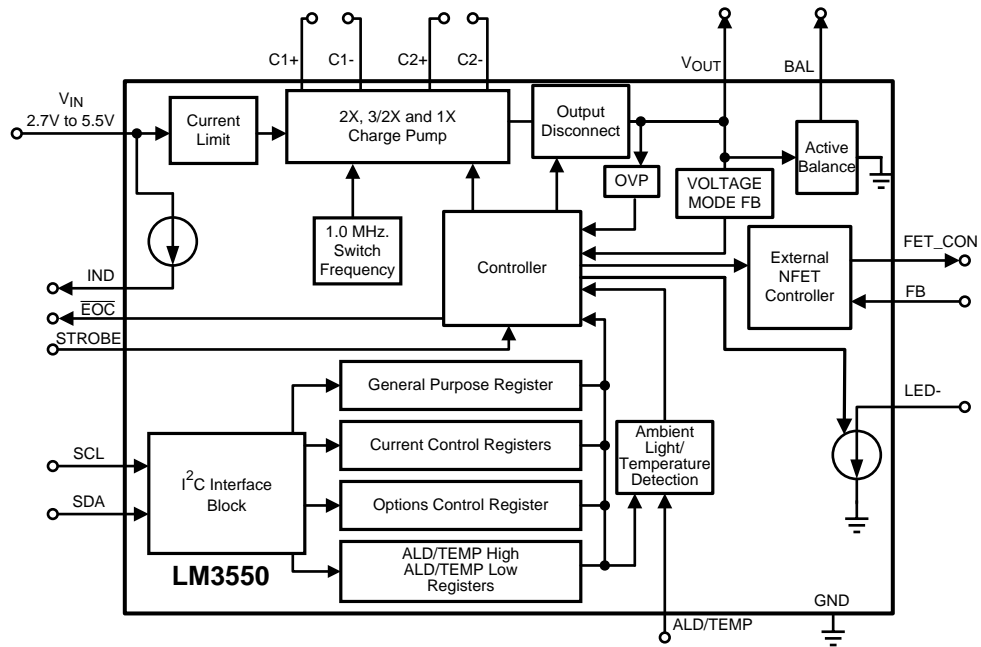 C1+ C1- C2+ C2-
V_OUT BAL
V_IN
2.7V to 5.5V
Current
Limit
2X, 3/2X and 1X
Charge Pump
Output
Disconnect
Active
Balance
OVP
VOLTAGE
MODE FB
1.0 MHz.
Switch
Frequency
Controller
External
NFET
Controller
FET_CON
FB
IND
EOC
STROBE
General Purpose Register
LED-
Current Control Registers
Ambient
Light/
Temperature
Detection
SCL
SDA
I²C Interface
Block
Options Control Register
ALD/TEMP High
ALD/TEMP Low
Registers
LM3550
GND
ALD/TEMP